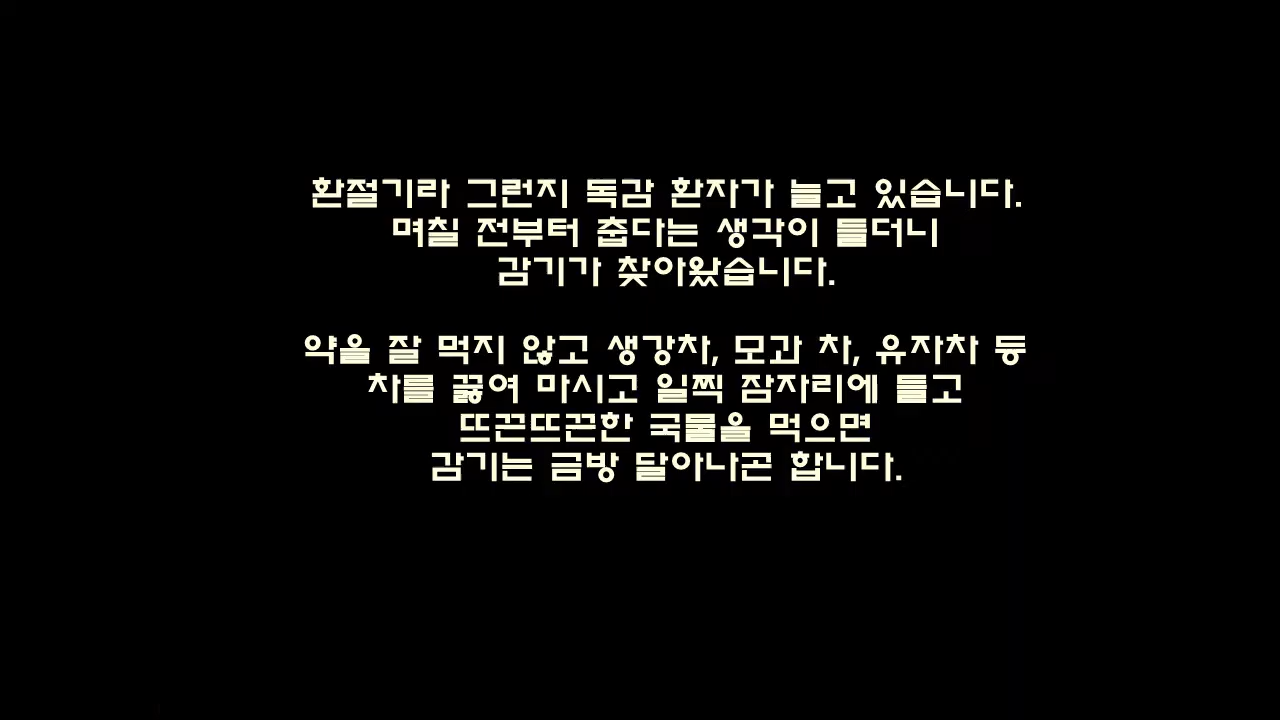 환절기라 그런지 독감 환자가 늘고 있습니다.
며칠 전부터 춥다는 생각이 들더니
감기가 찾아왔습니다.
약을 잘 먹지 않고 생강차, 모과 차, 유자차 등
차를 끓여 마시고 일찍 잠자리에 들고
뜨끈뜨끈한 국물을 먹으면
감기는 금방 달아나곤 합니다.